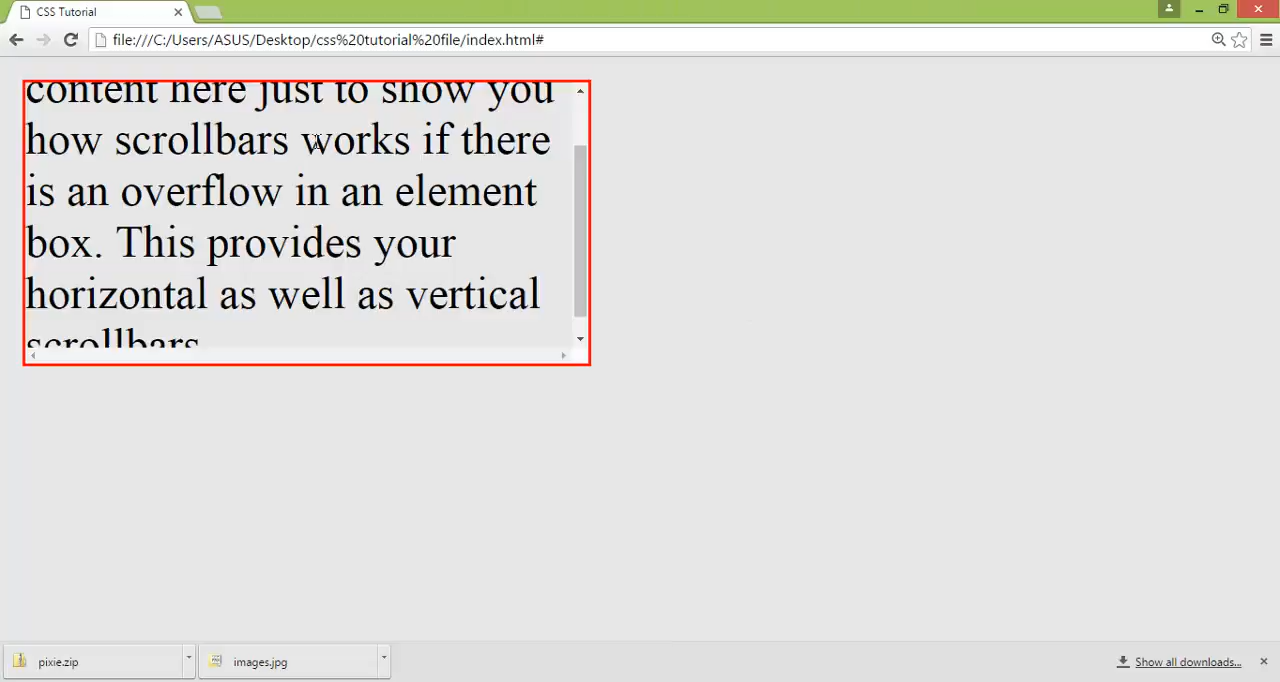 CSS Tutorial
file:///C:/Users/ASUS/Desktop/css%20tutorial%20file/index.html#
content here just to show you
how scrollbars works if there
is an overflow in an element
box. This provides your
horizontal as well as vertical
scrollbars
pixie.zip
images.jpg
Show all downloads...